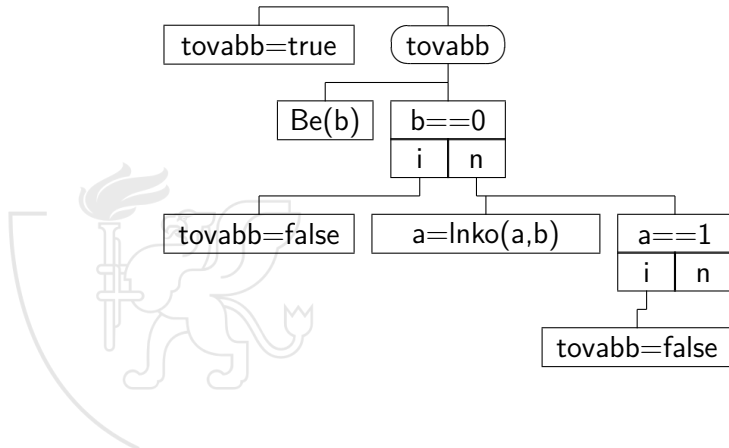 tovabb=true
tovabb
Be(b)
b==0
i
n
tovabb=false
a=lnko(a,b)
a==1
i
n
tovabb=false